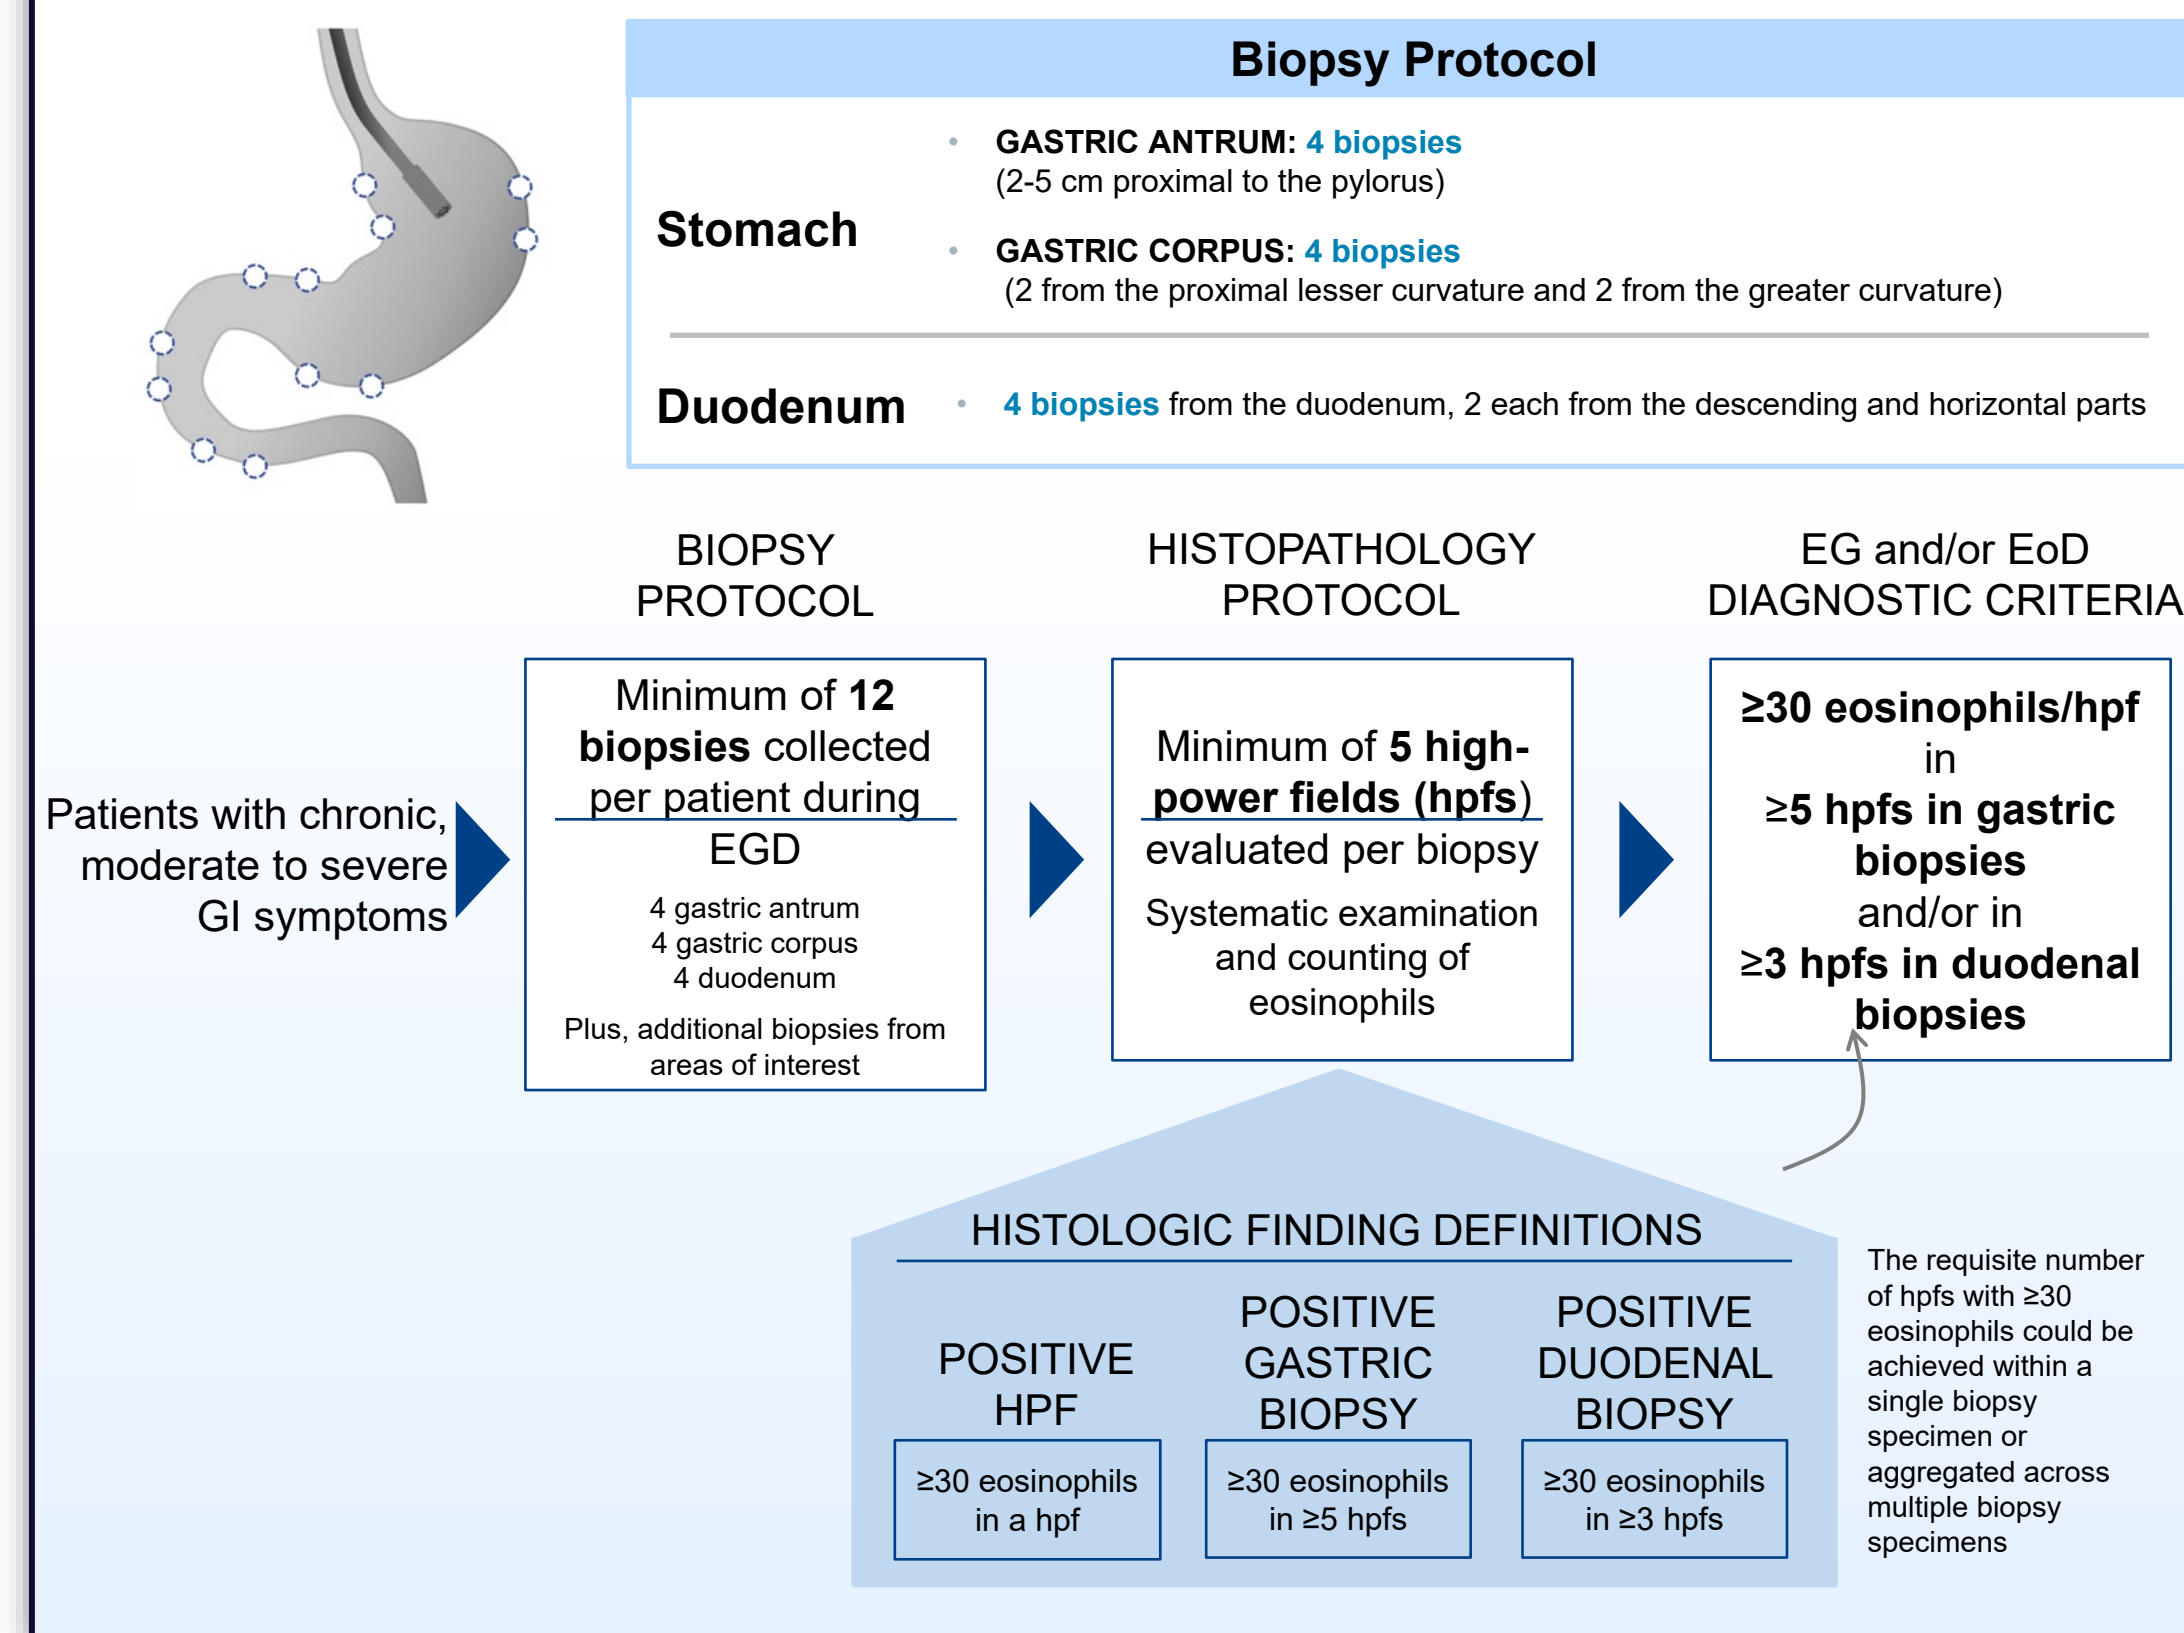 Biopsy Protocol
Stomach
• GASTRIC ANTRUM: 4 biopsies
(2-5 cm proximal to the pylorus)
• GASTRIC CORPUS: 4 biopsies
(2 from the proximal lesser curvature and 2 from the greater curvature)
Duodenum
• 4 biopsies from the duodenum, 2 each from the descending and horizontal parts
Patients with chronic,
moderate to severe
GI symptoms
BIOPSY
PROTOCOL
Minimum of 12
biopsies collected
per patient during
EGD
4 gastric antrum
4 gastric corpus
4 duodenum
Plus, additional biopsies from
areas of interest
HISTOPATHOLOGY
PROTOCOL
Minimum of 5 high-
power fields (hpfs)
evaluated per biopsy
Systematic examination
and counting of
eosinophils
EG and/or EoD
DIAGNOSTIC CRITERIA
≥30 eosinophils/hpf
in
≥5 hpfs in gastric
biopsies
and/or in
≥3 hpfs in duodenal
biopsies
HISTOLOGIC FINDING DEFINITIONS
POSITIVE
HPF
≥30 eosinophils
in a hpf
POSITIVE
GASTRIC
BIOPSY
≥30 eosinophils
in ≥5 hpfs
POSITIVE
DUODENAL
BIOPSY
≥30 eosinophils
in ≥3 hpfs
The requisite number
of hpfs with ≥30
eosinophils could be
achieved within a
single biopsy
specimen or
aggregated across
multiple biopsy
specimens